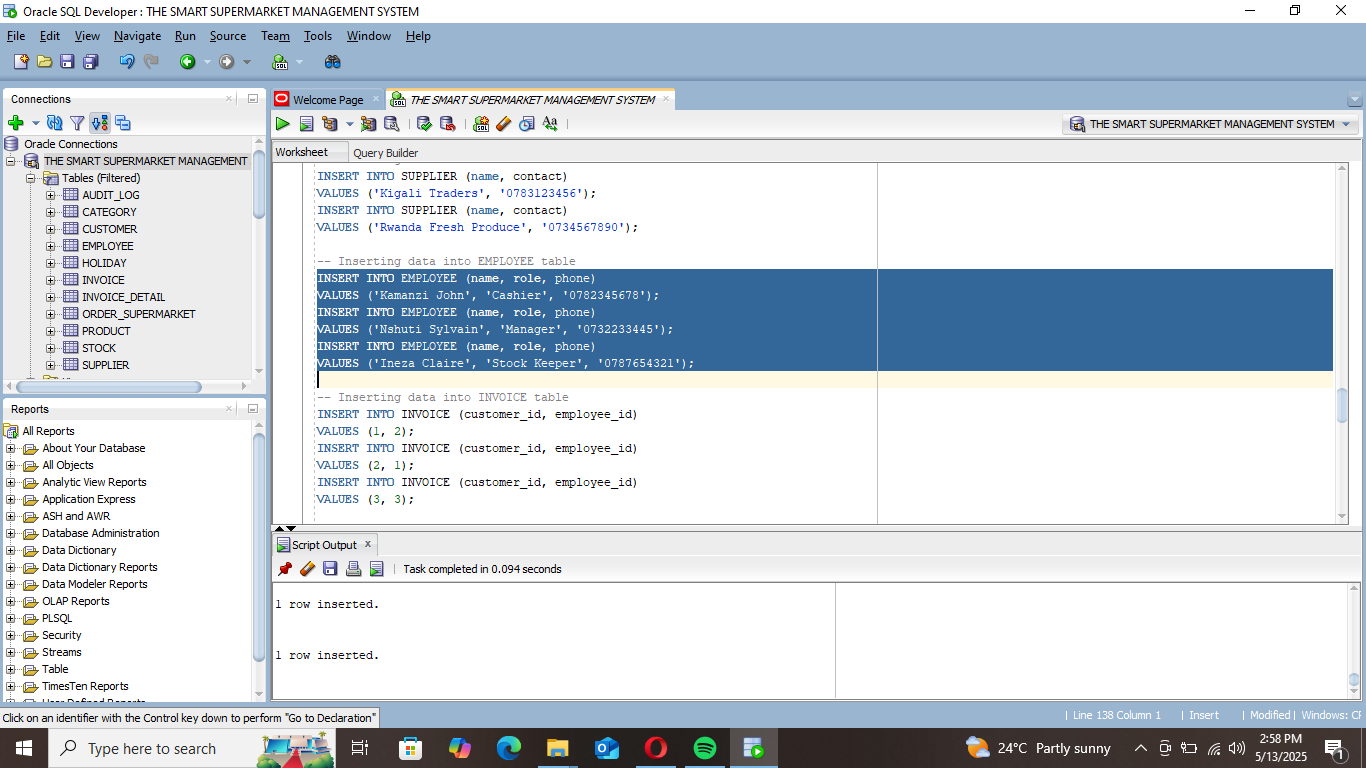 Oracle SQL Developer : THE SMART SUPERMARKET MANAGEMENT SYSTEM
File Edit View Navigate Run Source Team Tools Window Help
Connections
Oracle Connections
THE SMART SUPERMARKET MANAGEMENT
Tables (Filtered)
AUDIT_LOG
CATEGORY
CUSTOMER
EMPLOYEE
HOLIDAY
INVOICE
INVOICE_DETAIL
ORDER_SUPERMARKET
PRODUCT
STOCK
SUPPLIER
Reports
All Reports
About Your Database
All Objects
Analytic View Reports
Application Express
ASH and AWR
Database Administration
Data Dictionary
Data Dictionary Reports
Data Modeler Reports
OLAP Reports
PLSQL
Security
Streams
Table
TimesTen Reports
User Defined Reports
Welcome Page
THE SMART SUPERMARKET MANAGEMENT SYSTEM
THE SMART SUPERMARKET MANAGEMENT SYSTEM
Worksheet Query Builder
INSERT INTO SUPPLIER (name, contact)
VALUES ('Kigali Traders', '0783123456');
INSERT INTO SUPPLIER (name, contact)
VALUES ('Rwanda Fresh Produce', '0734567890');
-- Inserting data into EMPLOYEE table
INSERT INTO EMPLOYEE (name, role, phone)
VALUES ('Kamanzi John', 'Cashier', '0782345678');
INSERT INTO EMPLOYEE (name, role, phone)
VALUES ('Nshuti Sylvain', 'Manager', '0732233445');
INSERT INTO EMPLOYEE (name, role, phone)
VALUES ('Ineza Claire', 'Stock Keeper', '0787654321');
-- Inserting data into INVOICE table
INSERT INTO INVOICE (customer_id, employee_id)
VALUES (1, 2);
INSERT INTO INVOICE (customer_id, employee_id)
VALUES (2, 1);
INSERT INTO INVOICE (customer_id, employee_id)
VALUES (3, 3);
Script Output
Task completed in 0.094 seconds
1 row inserted.
1 row inserted.
Click on an identifier with the Control key down to perform "Go to Declaration"
Line 138 Column 1 Insert Modified Windows: CF
Type here to search
24°C Partly sunny
2:58 PM
5/13/2025
1